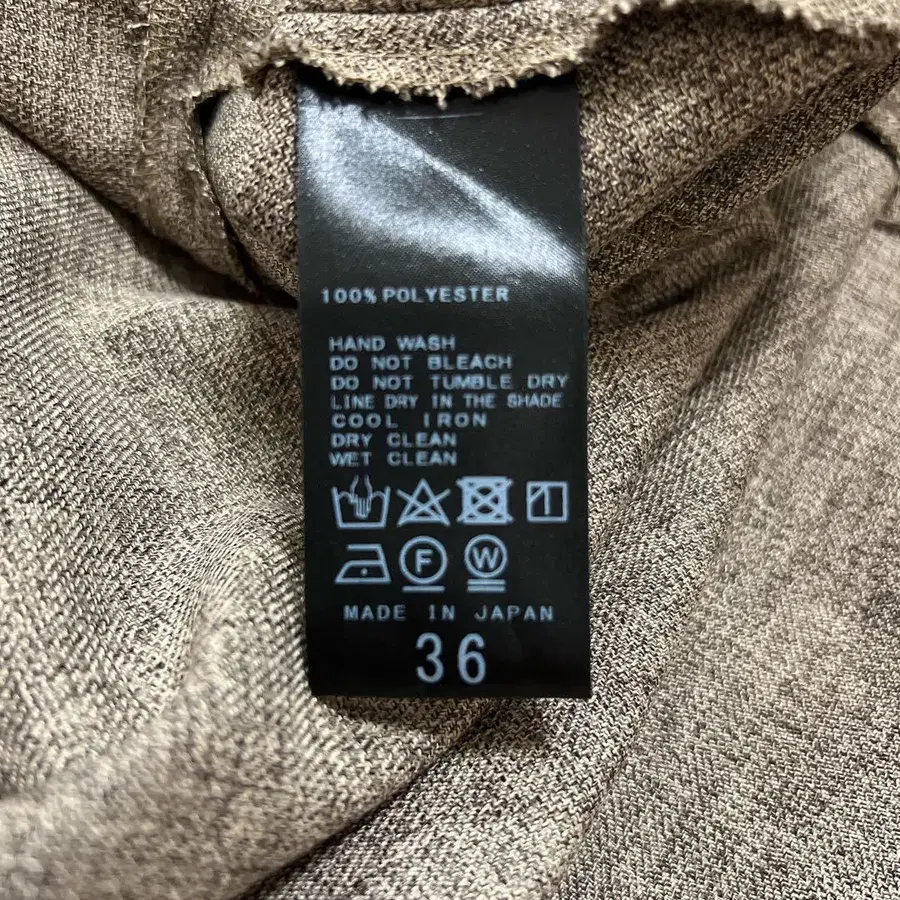 100% POLYESTER
HAND WASH
DO NOT BLEACH
DO NOT TUMBLE DRY
LINE DRY IN THE SHADE
COOL IRON
DRY CLEAN
WET CLEAN
F W
MADE IN JAPAN
36